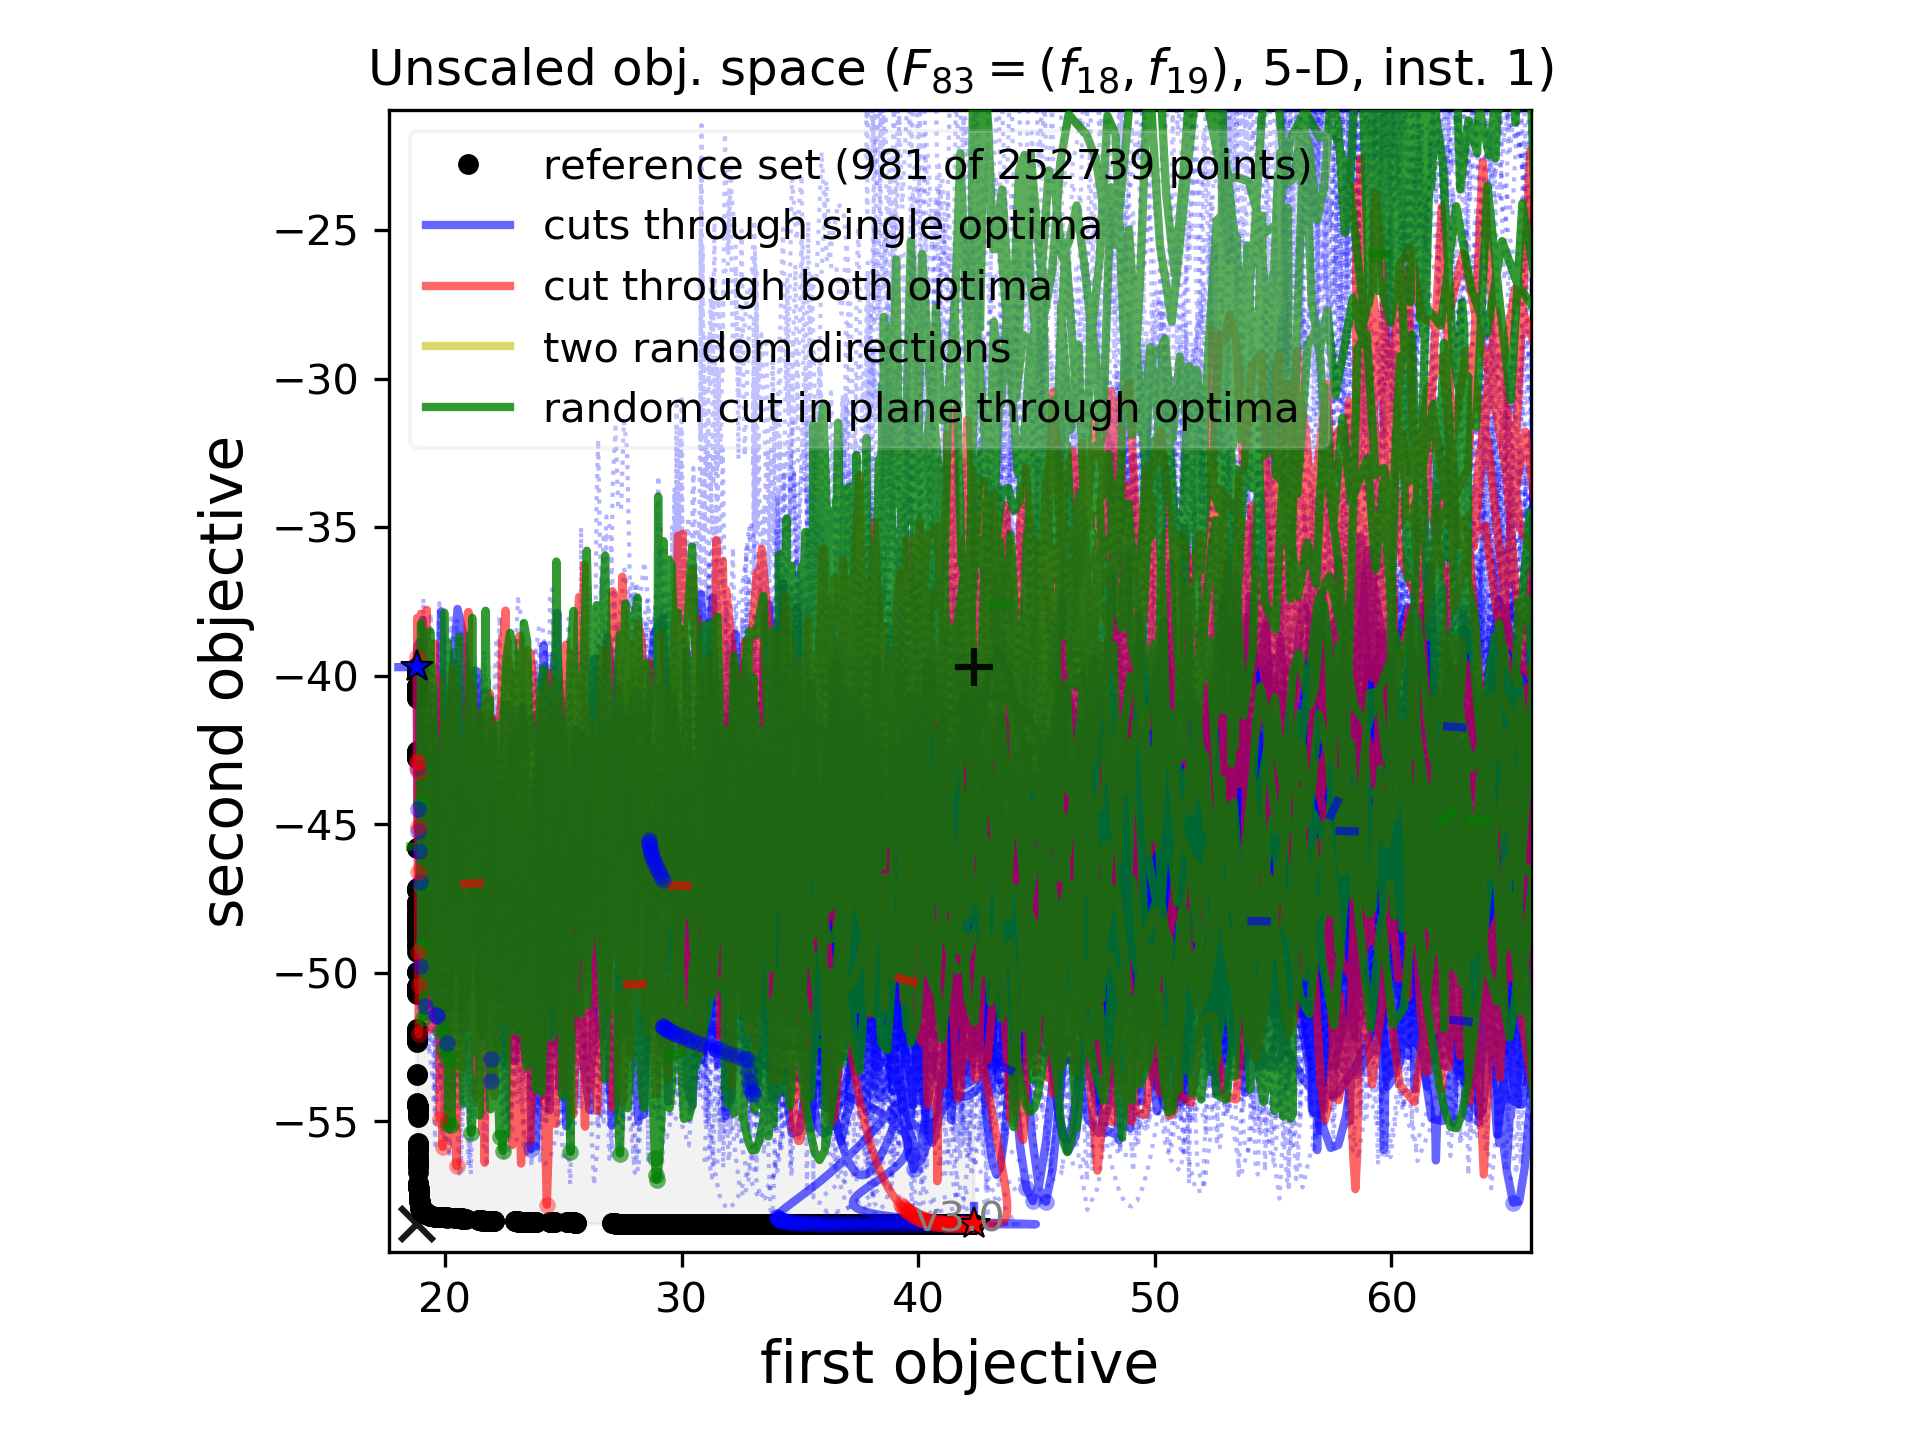 Unscaled obj. space (F83 = (f18, f19), 5-D, inst. 1)
reference set (981 of 252739 points)
cuts through single optima
cut through both optima
two random directions
random cut in plane through optima
−25
−30
−35
−40
−45
−50
−55
second objective
v3.0
20 30 40 50 60
first objective